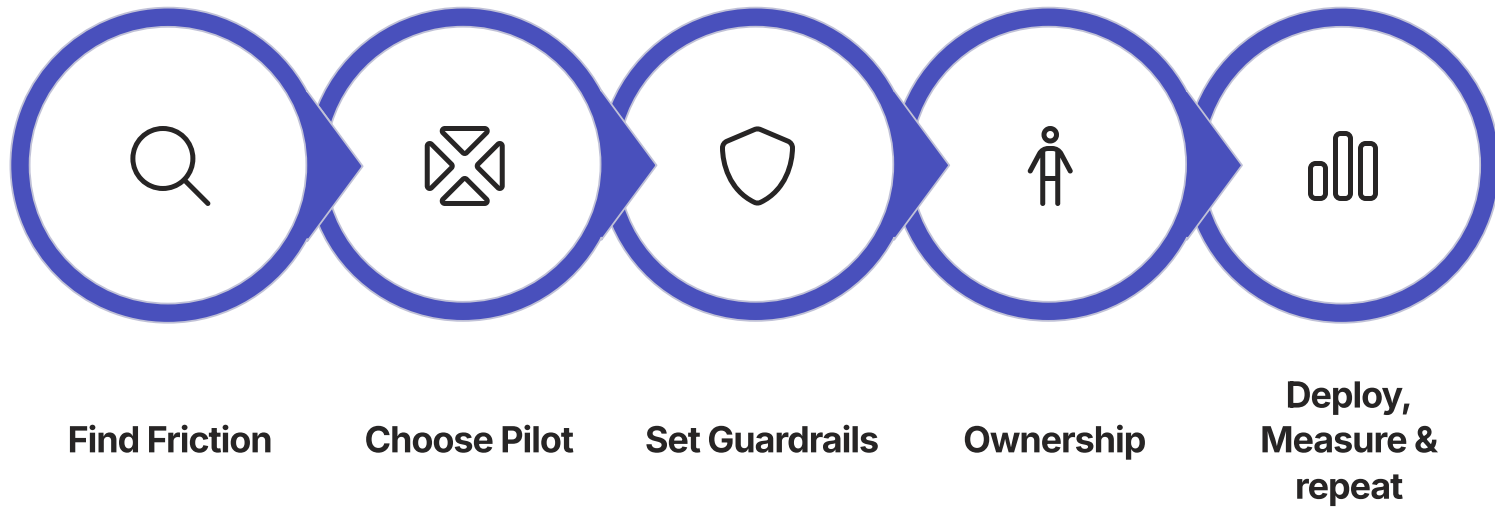 Find Friction
Choose Pilot
Set Guardrails
Ownership
Deploy,
Measure &
repeat